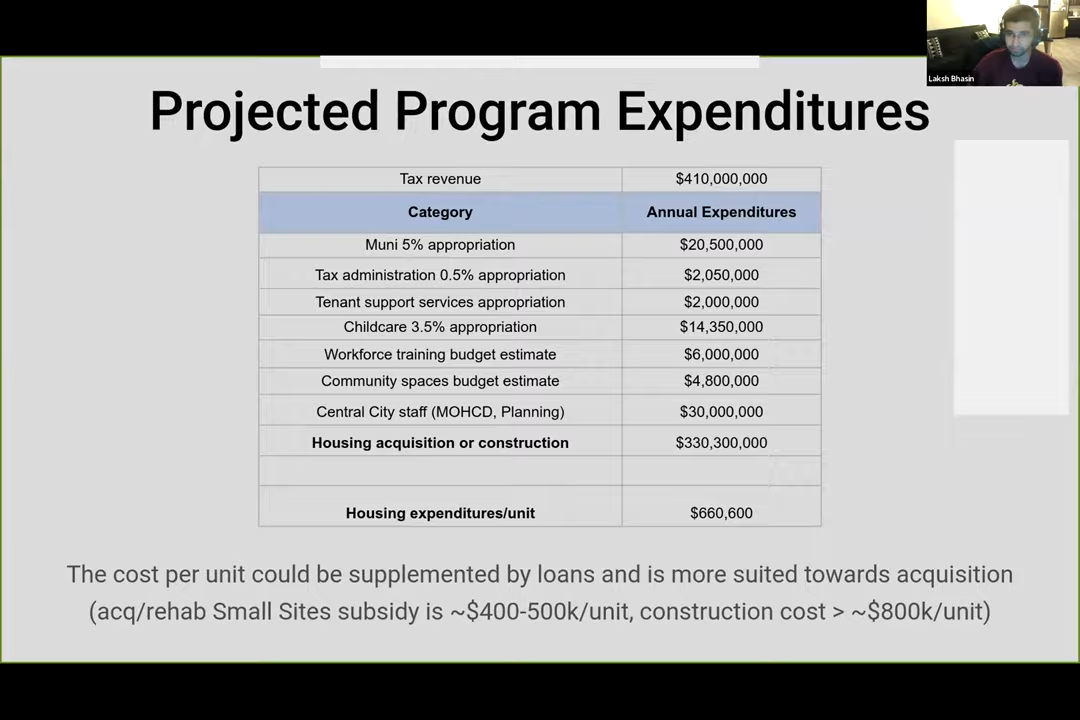 Laksh Bhasin
Projected Program Expenditures
Tax revenue $410,000,000
Category Annual Expenditures
Muni 5% appropriation $20,500,000
Tax administration 0.5% appropriation $2,050,000
Tenant support services appropriation $2,000,000
Childcare 3.5% appropriation $14,350,000
Workforce training budget estimate $6,000,000
Community spaces budget estimate $4,800,000
Central City staff (MOHCD, Planning) $30,000,000
Housing acquisition or construction $330,300,000
Housing expenditures/unit $660,600
The cost per unit could be supplemented by loans and is more suited towards acquisition
(acq/rehab Small Sites subsidy is ~$400-500k/unit, construction cost > ~$800k/unit)